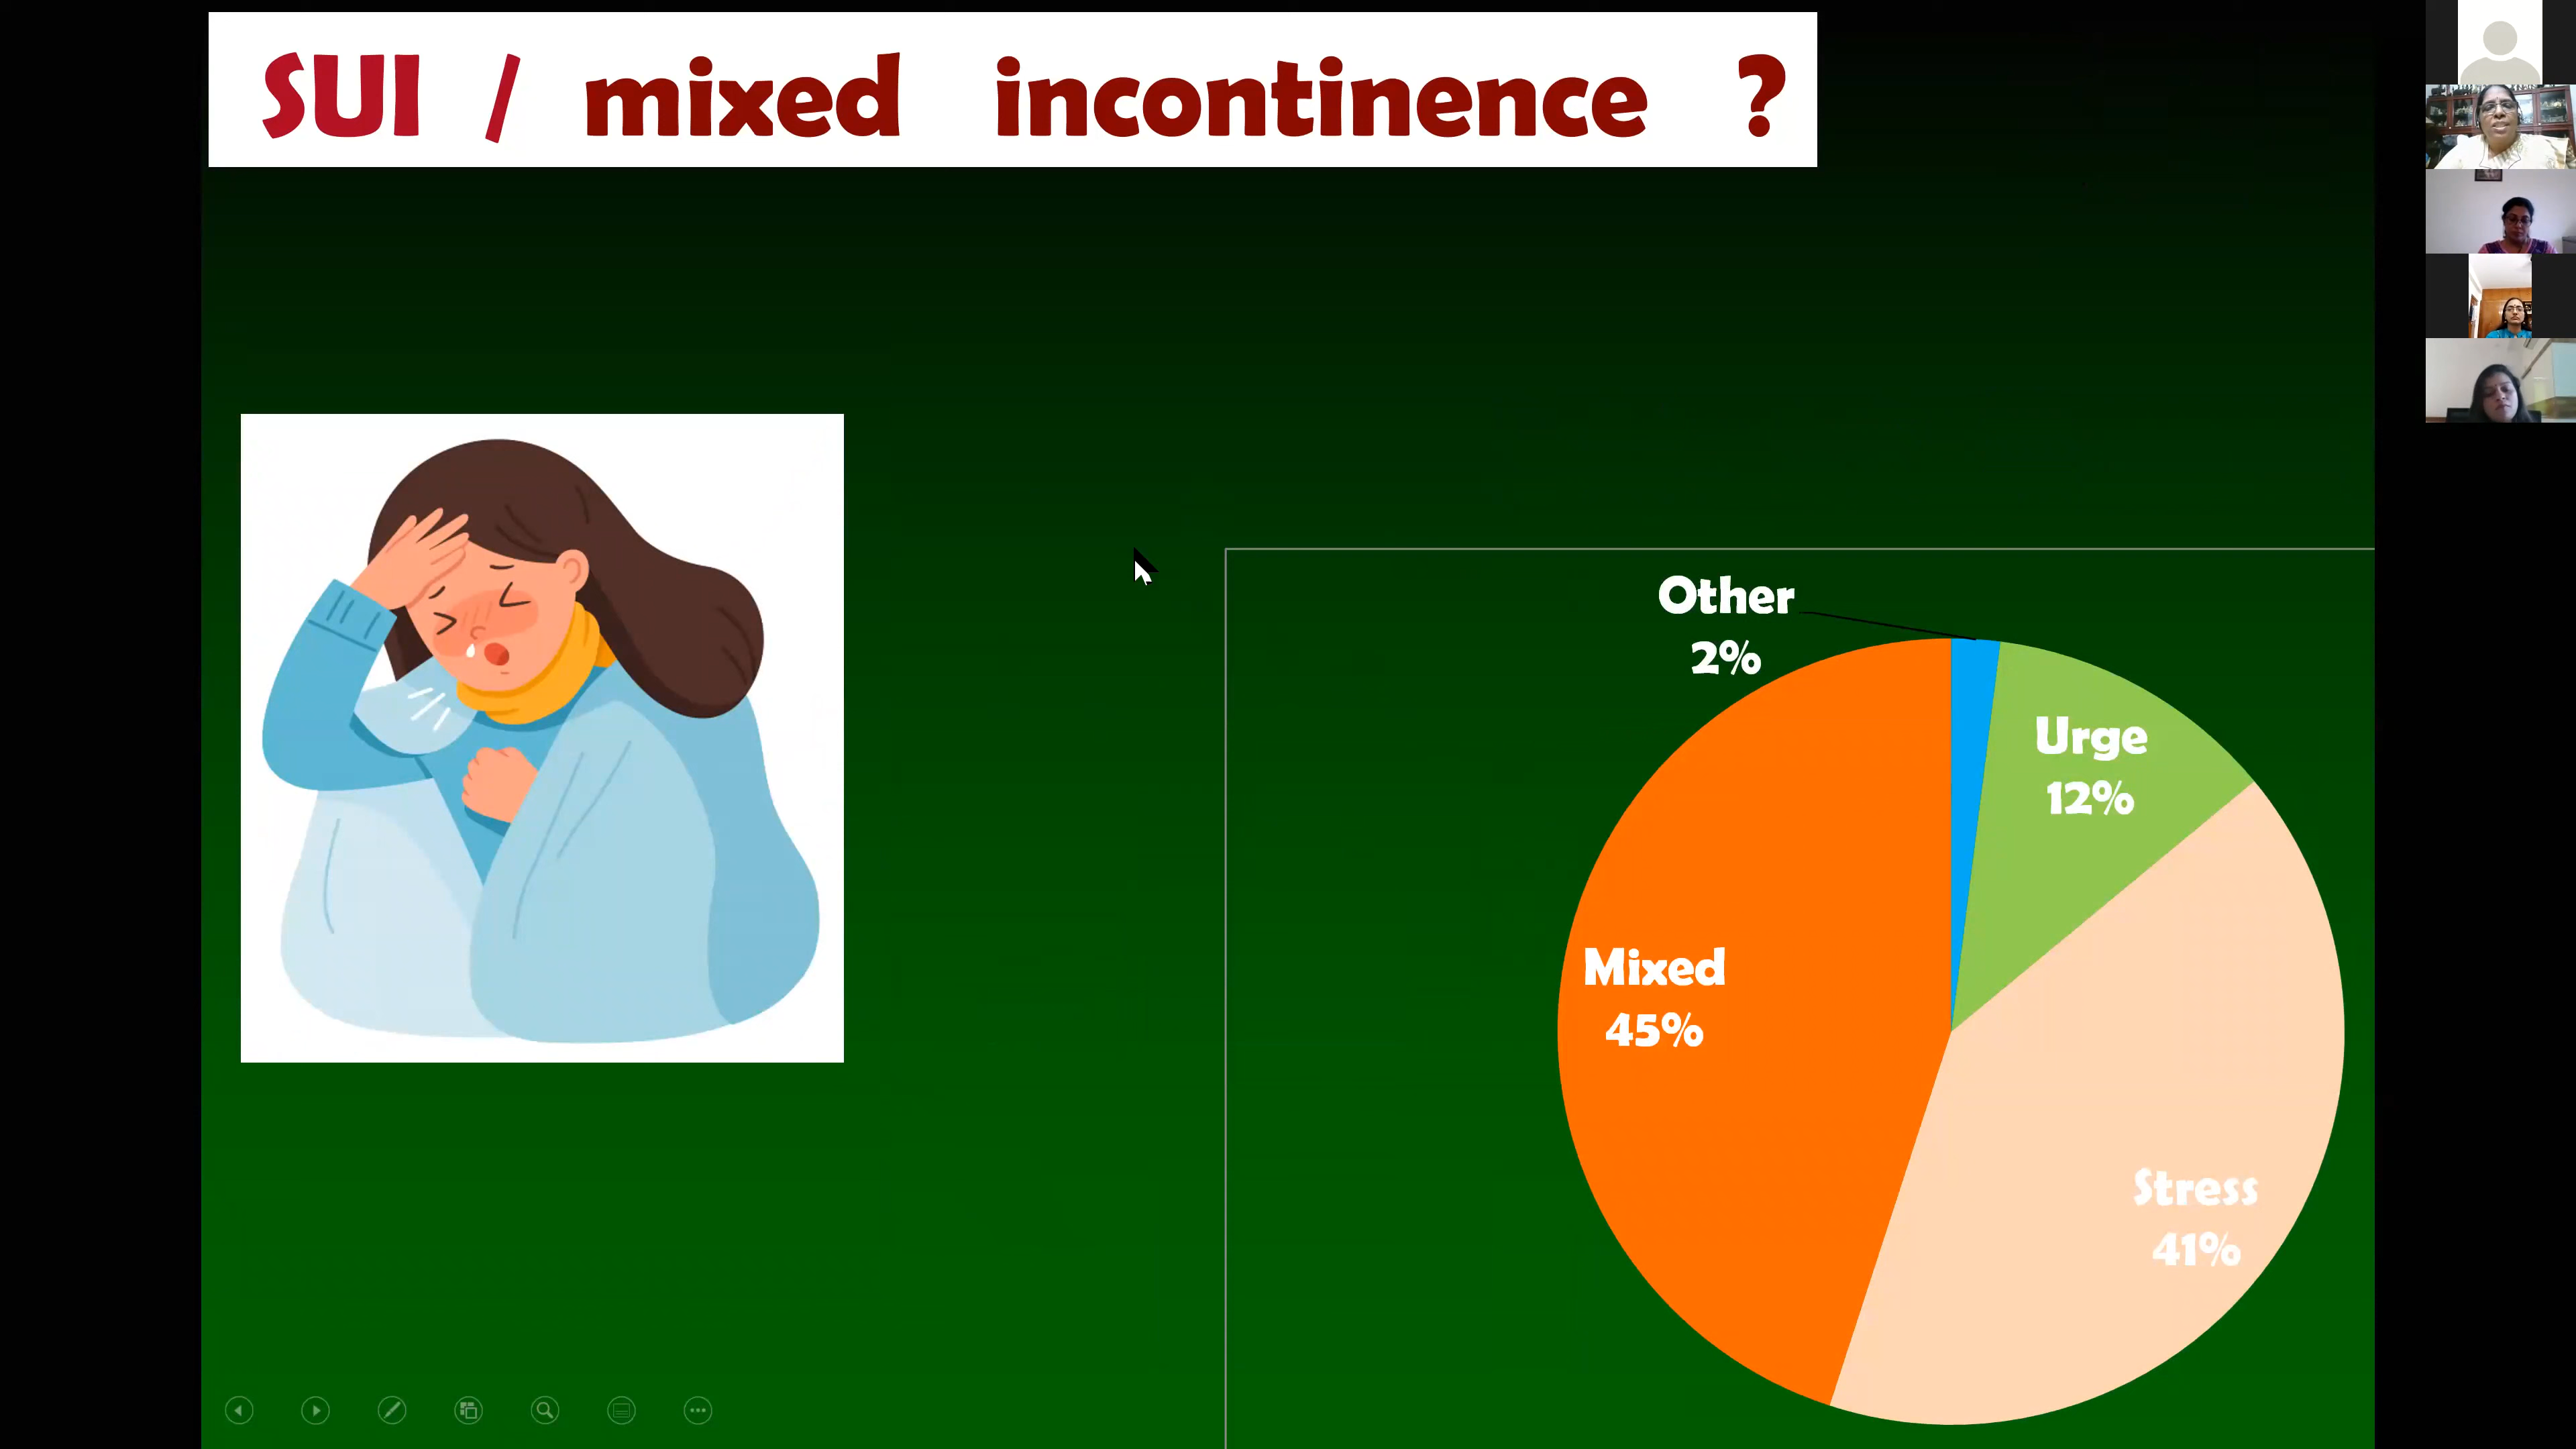 SUI / mixed incontinence ?
Other
2%
Urge
12%
Mixed
45%
Stress
41%